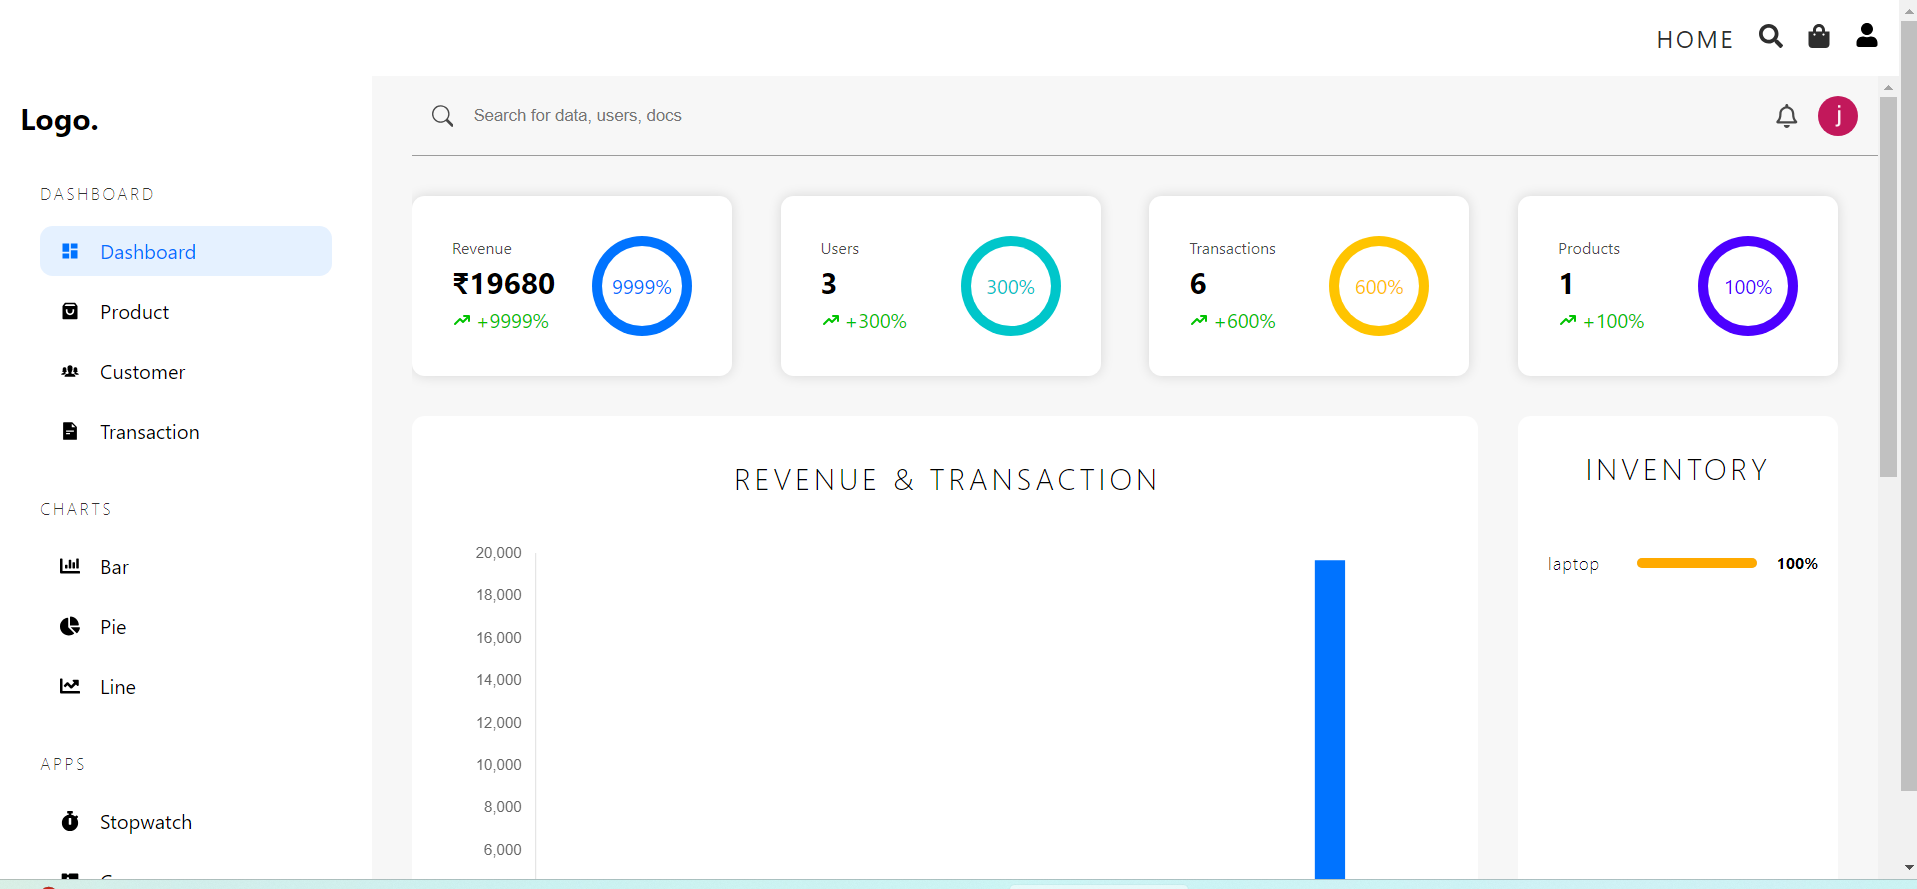 HOME
Logo.
DASHBOARD
Dashboard
Product
Customer
Transaction
CHARTS
Bar
Pie
Line
APPS
Stopwatch
Search for data, users, docs
j
Revenue
₹19680
+9999%
9999%
Users
3
+300%
300%
Transactions
6
+600%
600%
Products
1
+100%
100%
REVENUE & TRANSACTION
20,000
18,000
16,000
14,000
12,000
10,000
8,000
6,000
INVENTORY
laptop 100%